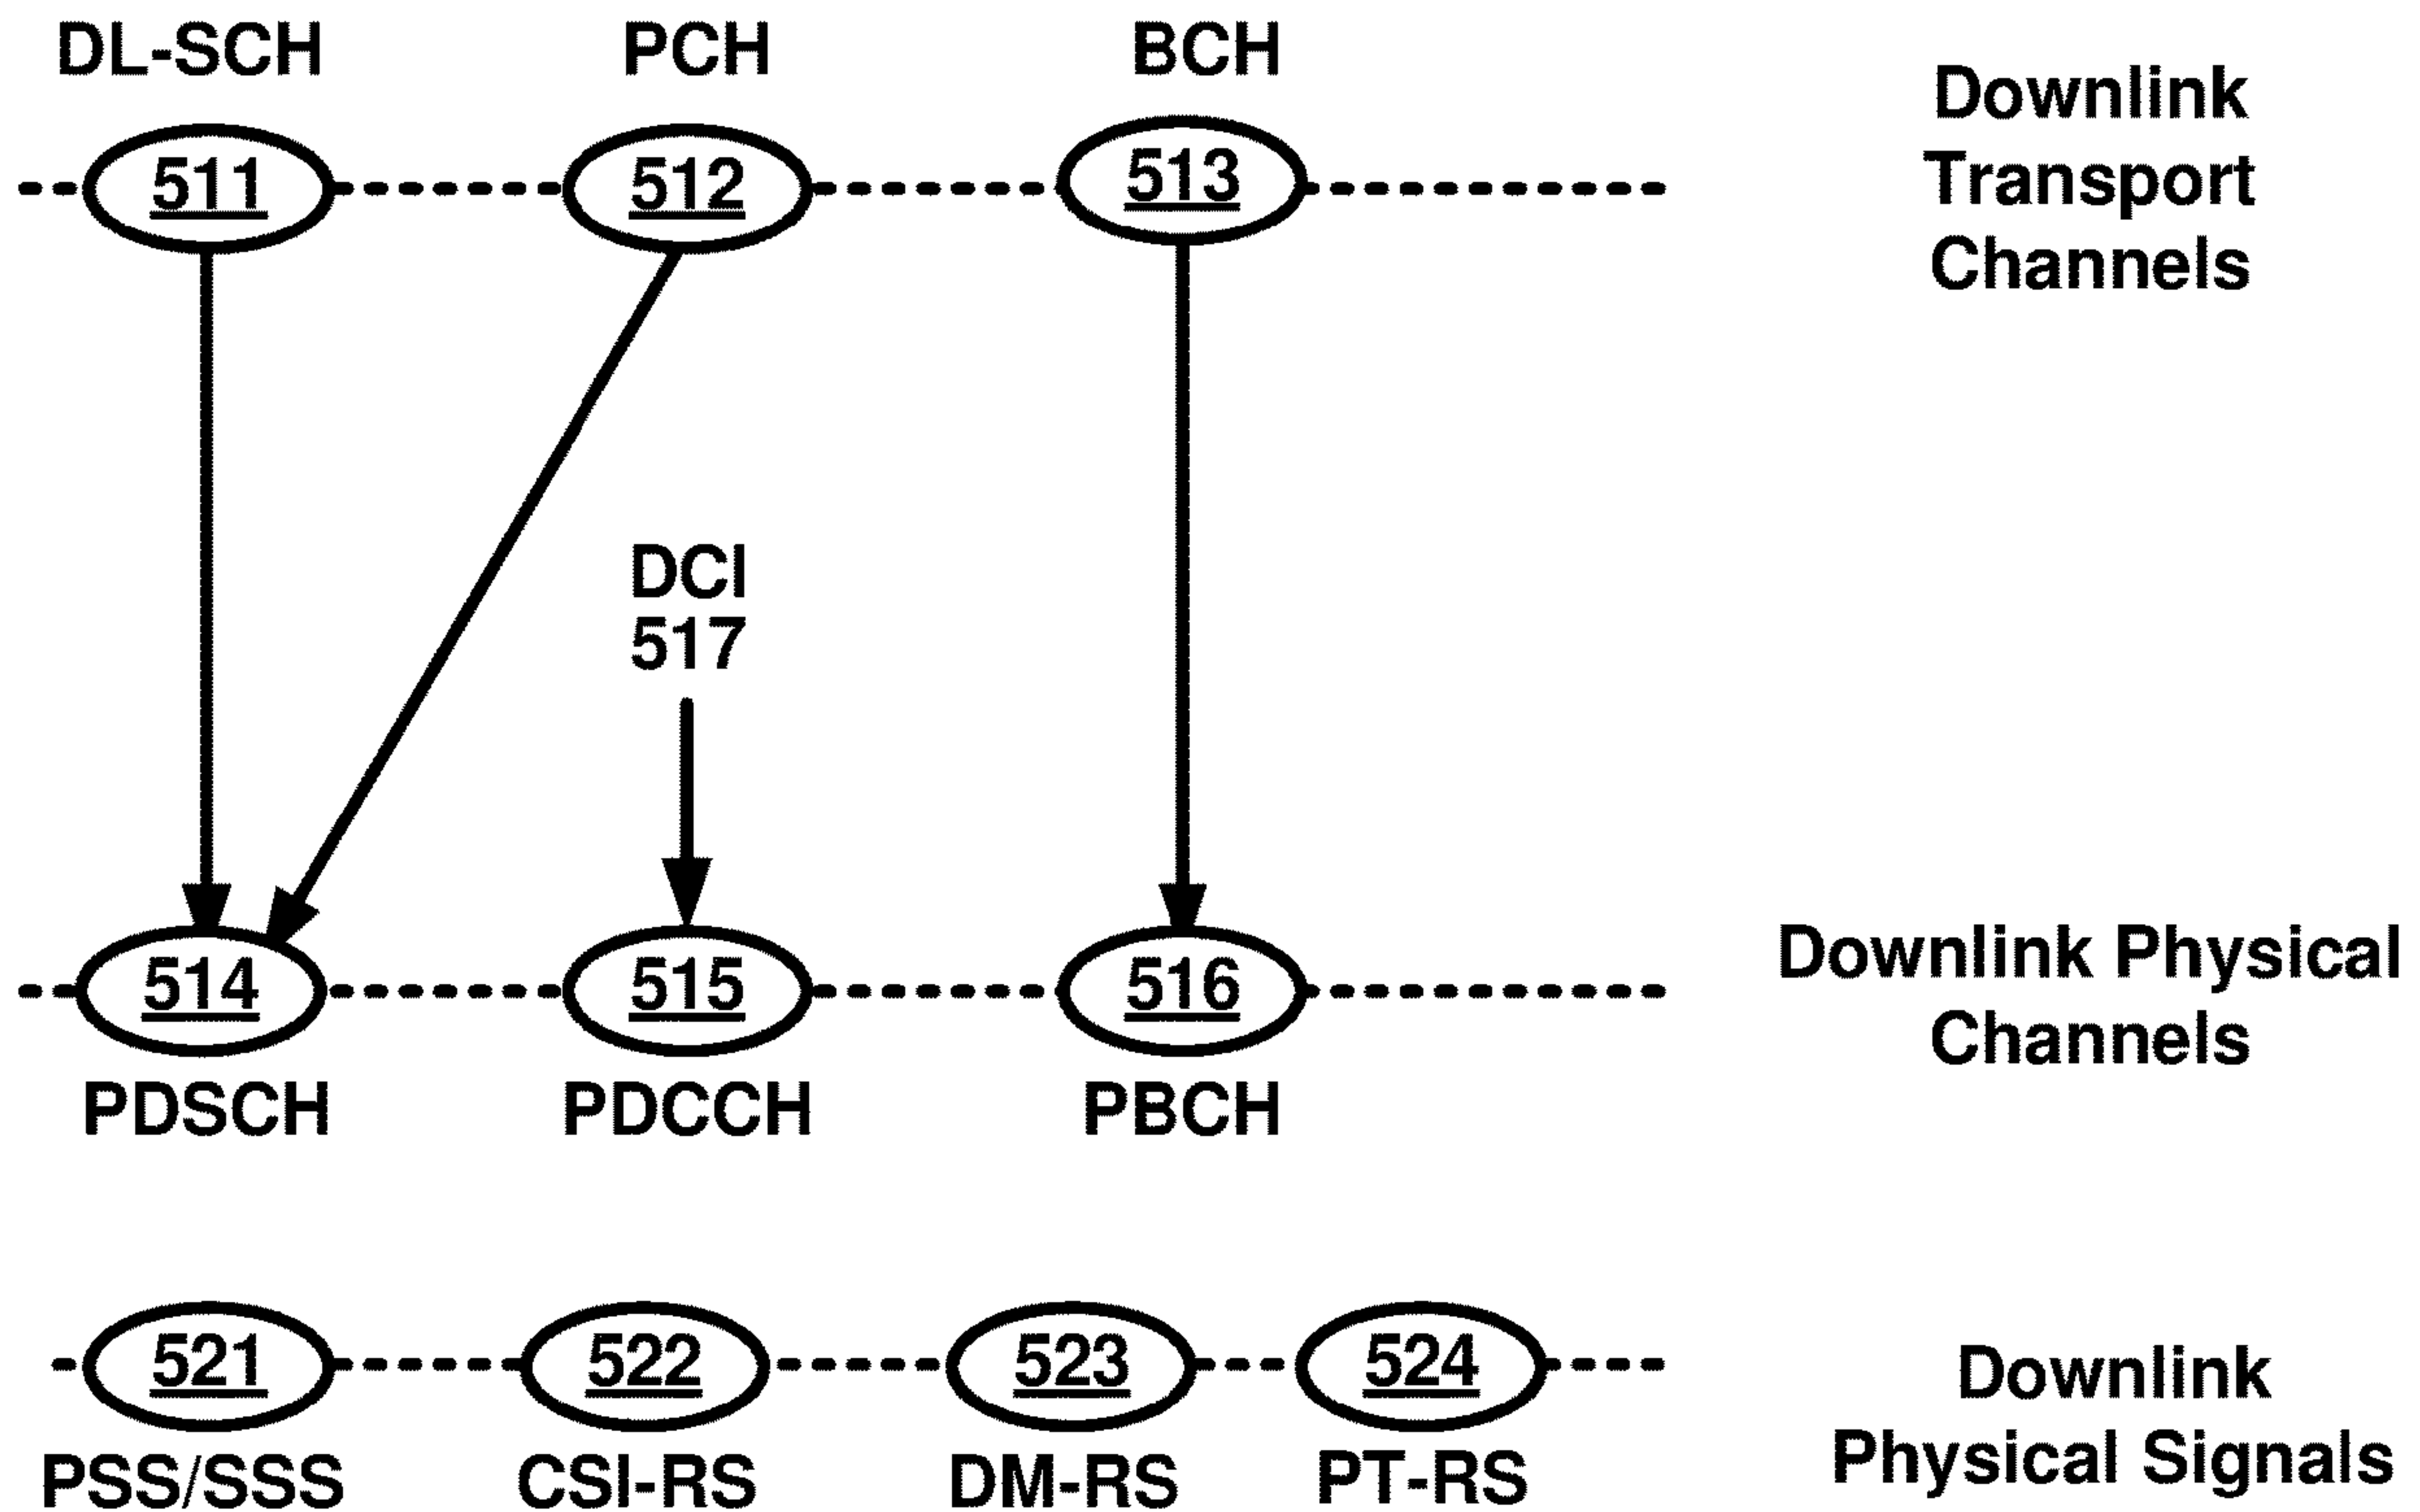 DL-SCH
PCH
BCH
511
512
513
Downlink
Transport
Channels
DCI
517
514
515
516
Downlink Physical
Channels
PDSCH
PDCCH
PBCH
521
522
523
524
Downlink
Physical Signals
PSS/SSS
CSI-RS
DM-RS
PT-RS